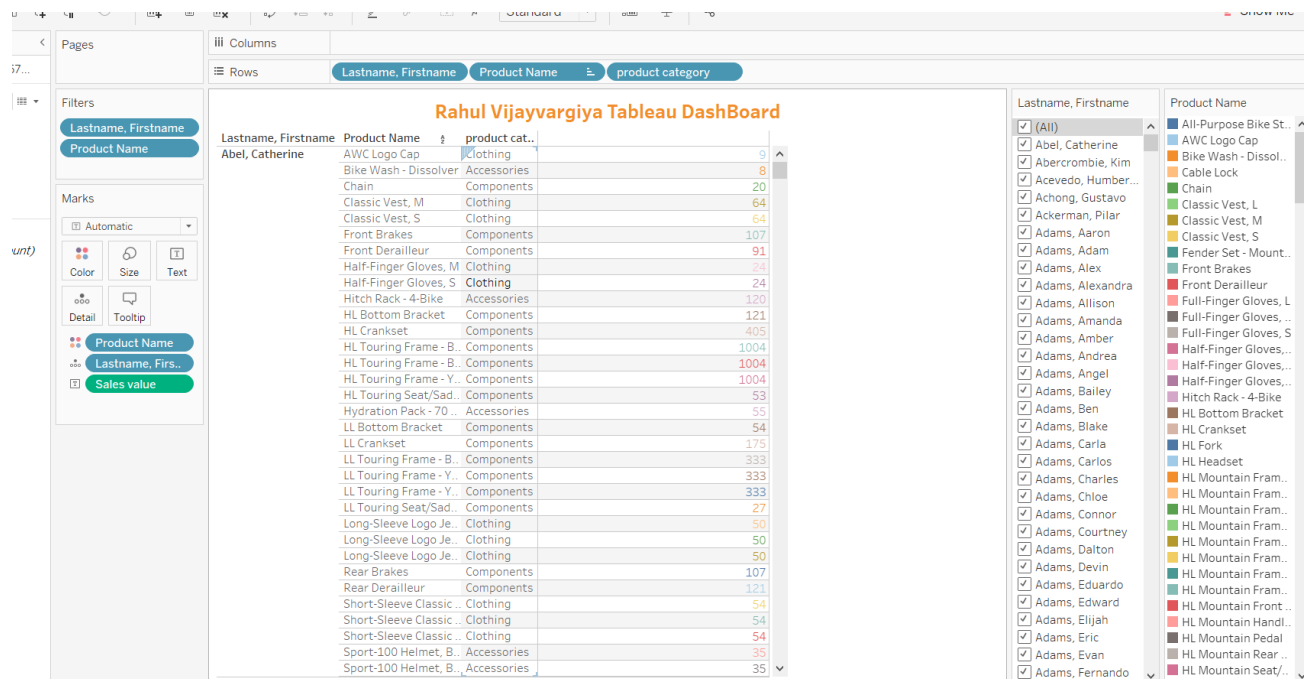 Standard
Show Me
Pages
Columns
57...
Rows
Lastname, Firstname Product Name product category
Filters
Lastname, Firstname
Product Name
Marks
Automatic
Color Size Text
Detail Tooltip
Product Name
Lastname, Firs..
Sales value
ount)
Rahul Vijayvargiya Tableau DashBoard
Lastname, Firstname Product Name product cat..
Abel, Catherine AWC Logo Cap Clothing 9
Bike Wash - Dissolver Accessories 8
Chain Components 20
Classic Vest, M Clothing 64
Classic Vest, S Clothing 64
Front Brakes Components 107
Front Derailleur Components 91
Half-Finger Gloves, M Clothing 24
Half-Finger Gloves, S Clothing 24
Hitch Rack - 4-Bike Accessories 120
HL Bottom Bracket Components 121
HL Crankset Components 405
HL Touring Frame - B.. Components 1004
HL Touring Frame - B.. Components 1004
HL Touring Frame - Y.. Components 1004
HL Touring Seat/Sad.. Components 53
Hydration Pack - 70 .. Accessories 55
LL Bottom Bracket Components 54
LL Crankset Components 175
LL Touring Frame - B.. Components 333
LL Touring Frame - Y.. Components 333
LL Touring Frame - Y.. Components 333
LL Touring Seat/Sad.. Components 27
Long-Sleeve Logo Je.. Clothing 50
Long-Sleeve Logo Je.. Clothing 50
Long-Sleeve Logo Je.. Clothing 50
Rear Brakes Components 107
Rear Derailleur Components 121
Short-Sleeve Classic .. Clothing 54
Short-Sleeve Classic .. Clothing 54
Short-Sleeve Classic .. Clothing 54
Sport-100 Helmet, B.. Accessories 35
Sport-100 Helmet, B.. Accessories 35
Lastname, Firstname
(All)
Abel, Catherine
Abercrombie, Kim
Acevedo, Humber...
Achong, Gustavo
Ackerman, Pilar
Adams, Aaron
Adams, Adam
Adams, Alex
Adams, Alexandra
Adams, Allison
Adams, Amanda
Adams, Amber
Adams, Andrea
Adams, Angel
Adams, Bailey
Adams, Ben
Adams, Blake
Adams, Carla
Adams, Carlos
Adams, Charles
Adams, Chloe
Adams, Connor
Adams, Courtney
Adams, Dalton
Adams, Devin
Adams, Eduardo
Adams, Edward
Adams, Elijah
Adams, Eric
Adams, Evan
Adams, Fernando
Product Name
All-Purpose Bike St..
AWC Logo Cap
Bike Wash - Dissol..
Cable Lock
Chain
Classic Vest, L
Classic Vest, M
Classic Vest, S
Fender Set - Mount..
Front Brakes
Front Derailleur
Full-Finger Gloves, L
Full-Finger Gloves, ..
Full-Finger Gloves, S
Half-Finger Gloves,..
Half-Finger Gloves,..
Half-Finger Gloves,..
Hitch Rack - 4-Bike
HL Bottom Bracket
HL Crankset
HL Fork
HL Headset
HL Mountain Fram..
HL Mountain Fram..
HL Mountain Fram..
HL Mountain Fram..
HL Mountain Fram..
HL Mountain Fram..
HL Mountain Fram..
HL Mountain Fram..
HL Mountain Front ..
HL Mountain Handl..
HL Mountain Pedal
HL Mountain Rear ..
HL Mountain Seat/..